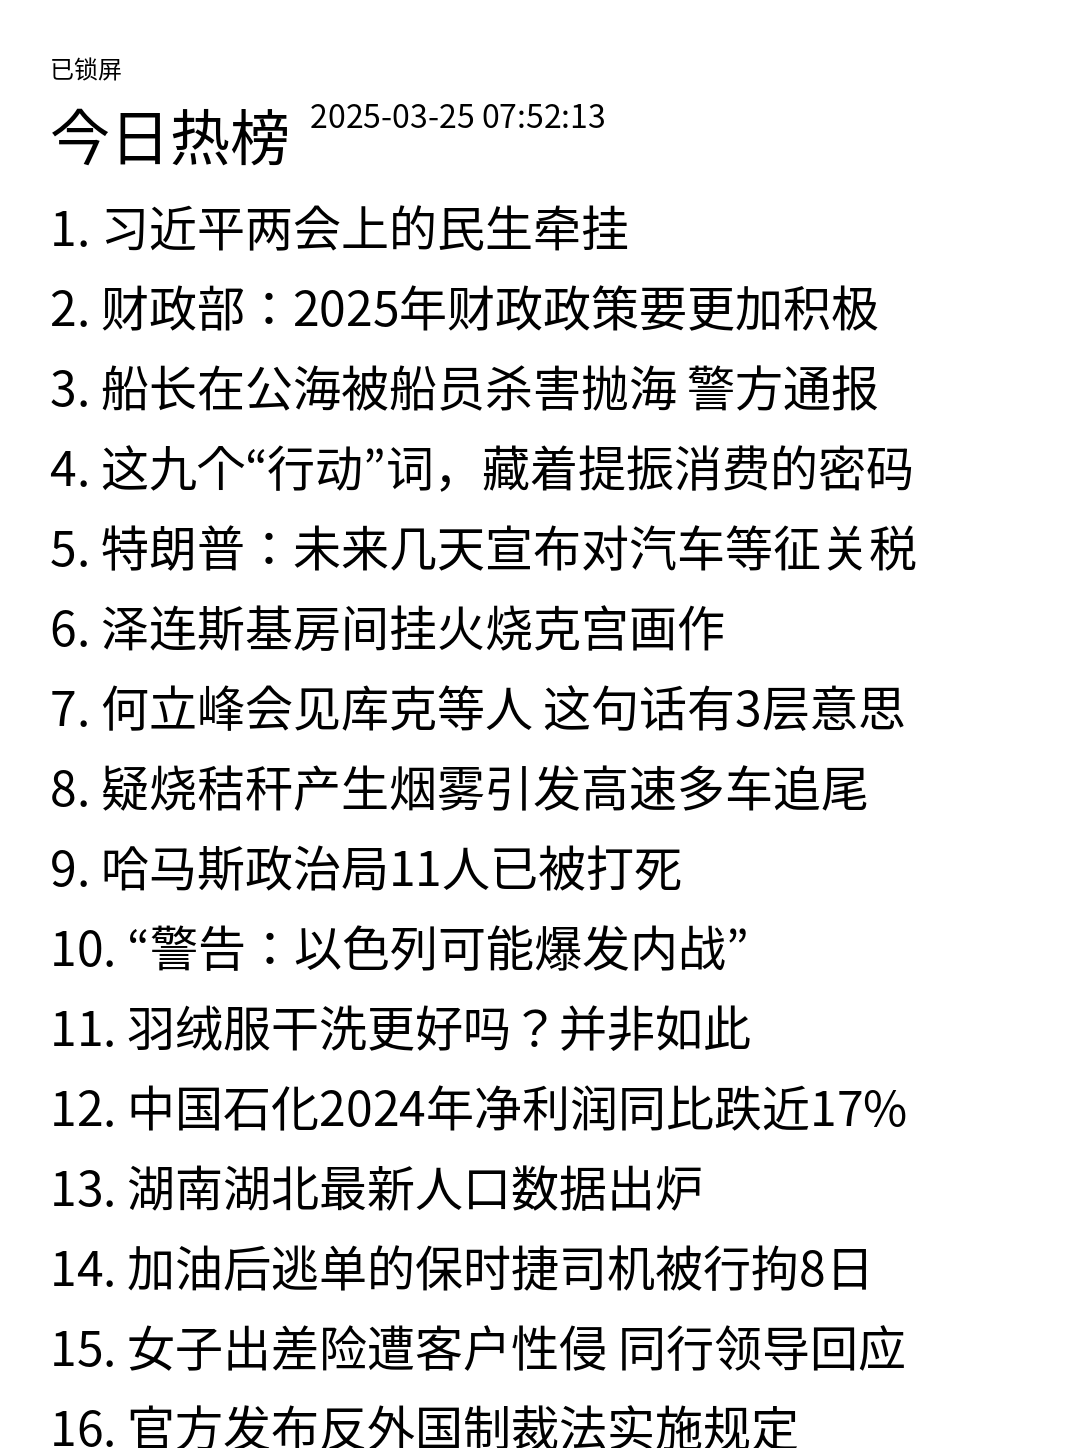 已锁屏
今日热榜 2025-03-25 07:52:13
1. 习近平两会上的民生牵挂
2. 财政部：2025年财政政策要更加积极
3. 船长在公海被船员杀害抛海 警方通报
4. 这九个“行动”词，藏着提振消费的密码
5. 特朗普：未来几天宣布对汽车等征关税
6. 泽连斯基房间挂火烧克宫画作
7. 何立峰会见库克等人 这句话有3层意思
8. 疑烧秸秆产生烟雾引发高速多车追尾
9. 哈马斯政治局11人已被打死
10. “警告：以色列可能爆发内战”
11. 羽绒服干洗更好吗？并非如此
12. 中国石化2024年净利润同比跌近17%
13. 湖南湖北最新人口数据出炉
14. 加油后逃单的保时捷司机被行拘8日
15. 女子出差险遭客户性侵 同行领导回应
16. 官方发布反外国制裁法实施规定